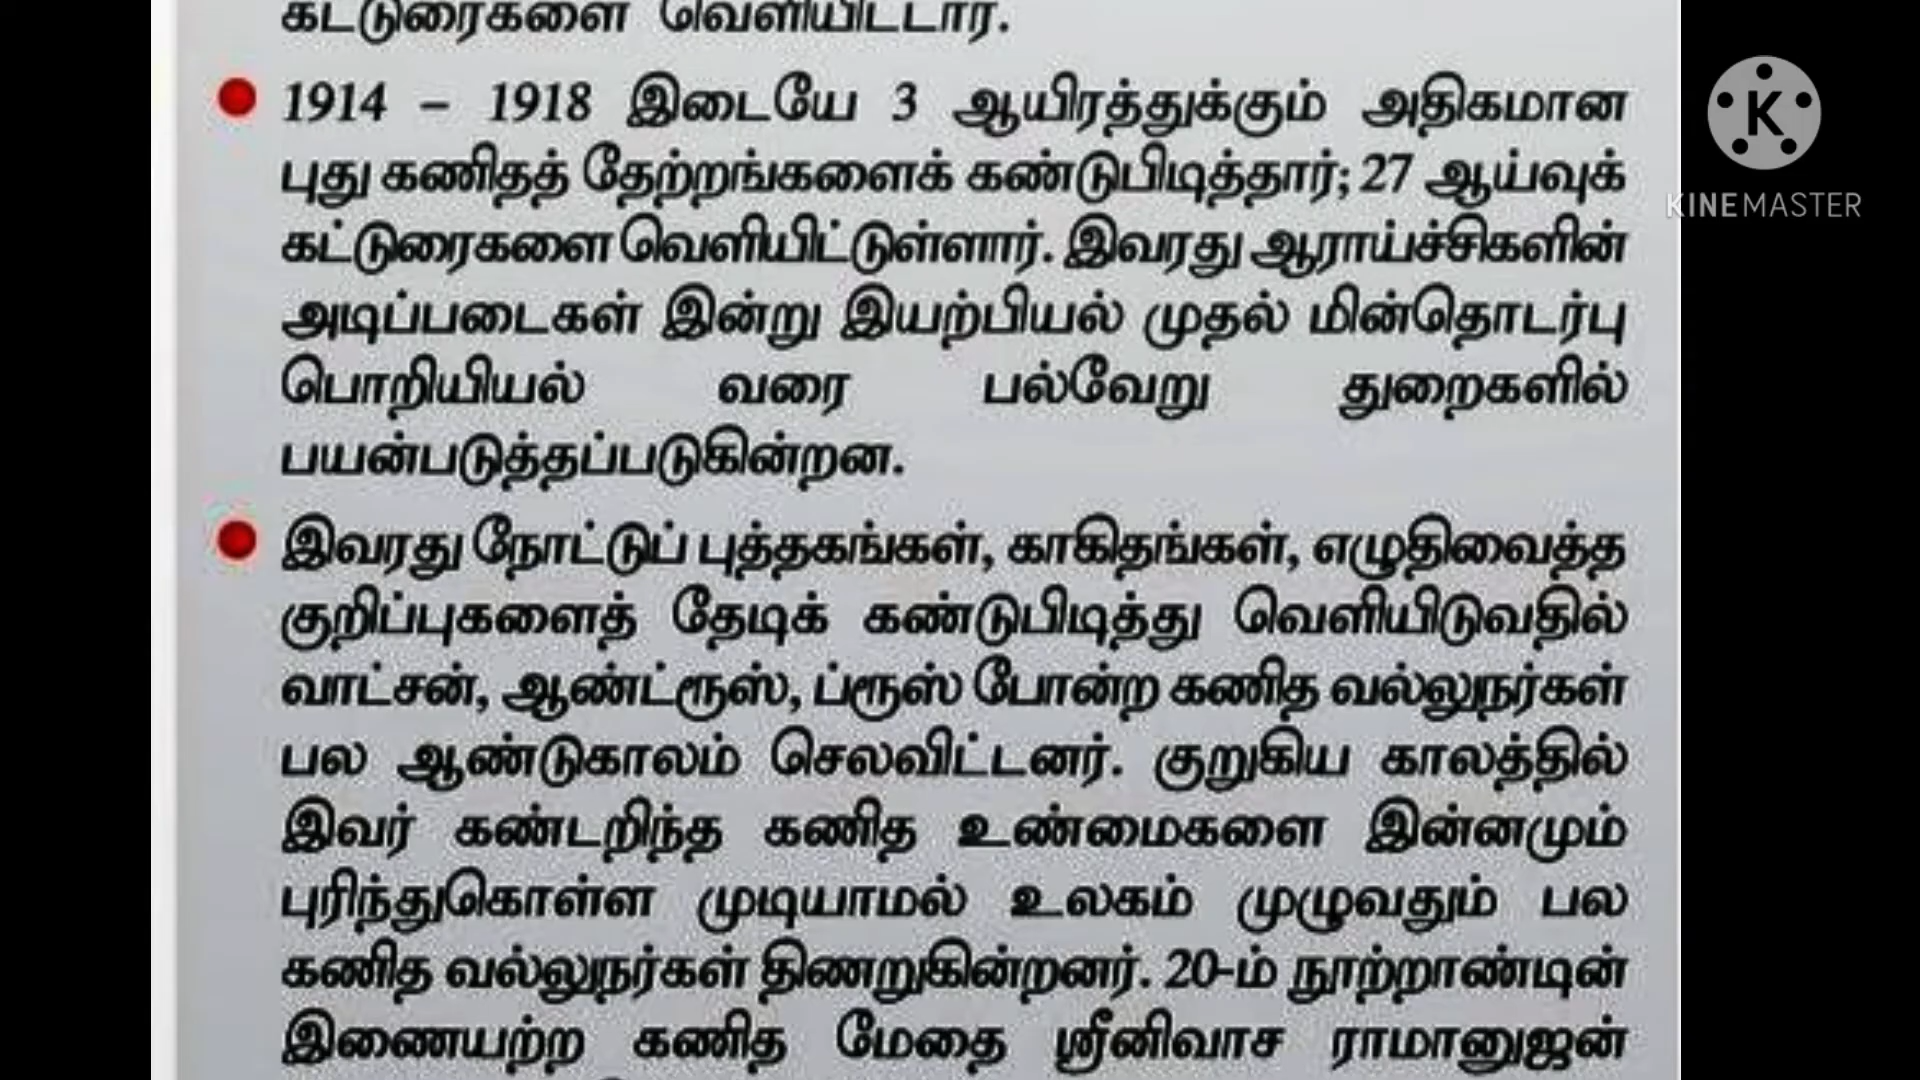 கட்டுரைகளை வெளியிட்டார்.
1914 – 1918 இடையே 3 ஆயிரத்துக்கும் அதிகமான
புது கணிதத் தேற்றங்களைக் கண்டுபிடித்தார்; 27 ஆய்வுக்
கட்டுரைகளை வெளியிட்டுள்ளார். இவரது ஆராய்ச்சிகளின்
அடிப்படைகள் இன்று இயற்பியல் முதல் மின்தொடர்பு
பொறியியல் வரை பல்வேறு துறைகளில்
பயன்படுத்தப்படுகின்றன.
இவரது நோட்டுப் புத்தகங்கள், காகிதங்கள், எழுதிவைத்த
குறிப்புகளைத் தேடிக் கண்டுபிடித்து வெளியிடுவதில்
வாட்சன், ஆண்ட்ரூஸ், ப்ரூஸ் போன்ற கணித வல்லுநர்கள்
பல ஆண்டுகாலம் செலவிட்டனர். குறுகிய காலத்தில்
இவர் கண்டறிந்த கணித உண்மைகளை இன்னமும்
புரிந்துகொள்ள முடியாமல் உலகம் முழுவதும் பல
கணித வல்லுநர்கள் திணறுகின்றனர். 20-ம் நூற்றாண்டின்
இணையற்ற கணித மேதை ஸ்ரீனிவாச ராமானுஜன்
K
KINEMASTER